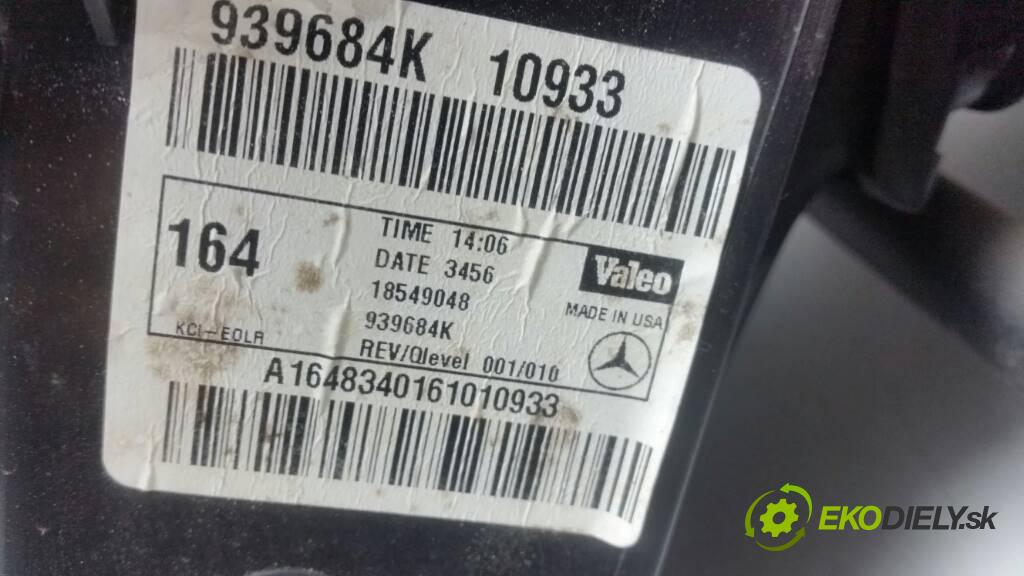 939684K 10933
164
TIME 14:06
DATE 3456
18549048
939684K
REV/Qlevel 001/010
Valeo
MADE IN USA
KCL-EOLR
A1648340161010933
EKODIELY.sk